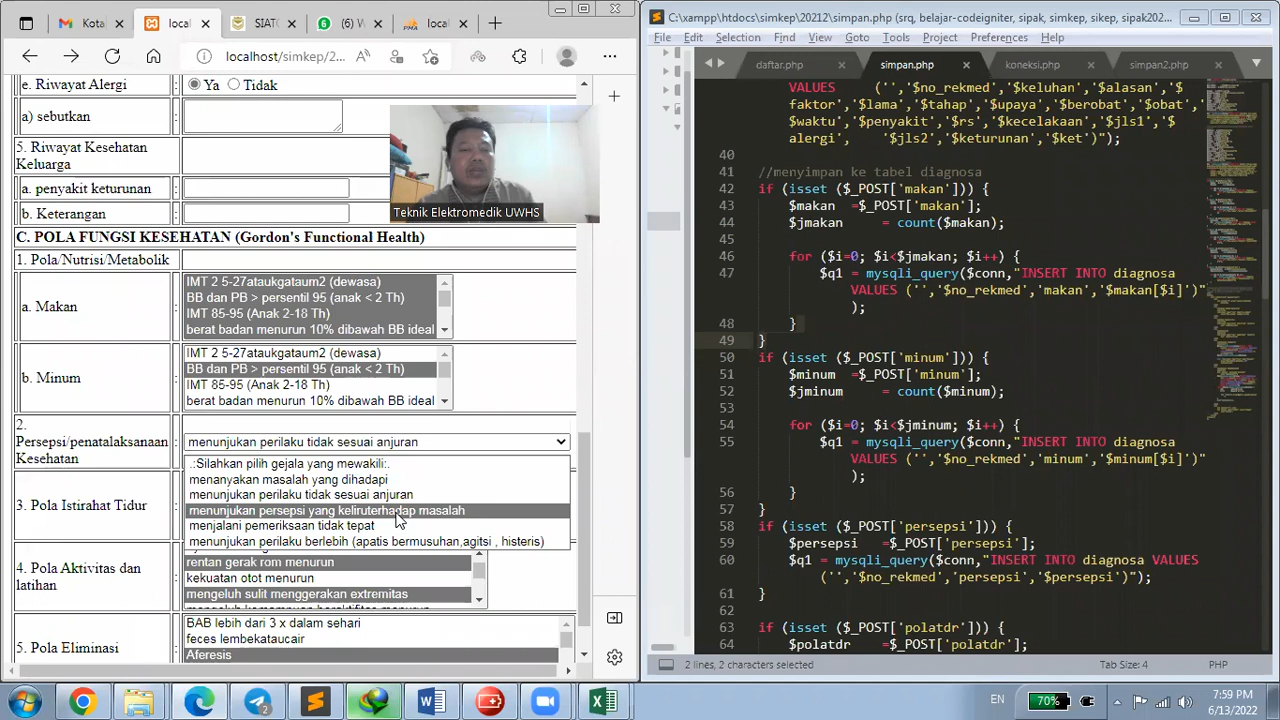 Kota
local
SIAT(
6
(6) V
PMA
local
C:\xampp\htdocs\simkep\20212\simpan.php (srq, belajar-codeigniter, sipak, simkep, sikep, sipak202...
localhost/simkep/2...
File Edit Selection Find View Goto Tools Project Preferences Help
daftar.php simpan.php koneksi.php simpan2.php
e. Riwayat Alergi : Ya Tidak
a) sebutkan :
5. Riwayat Kesehatan
Keluarga :
a. penyakit keturunan :
b. Keterangan :
Teknik Elektromedik UWHS
C. POLA FUNGSI KESEHATAN (Gordon's Functional Health)
1. Pola/Nutrisi/Metabolik :
a. Makan :
IMT 2 5-27ataukgataum2 (dewasa)
BB dan PB > persentil 95 (anak < 2 Th)
IMT 85-95 (Anak 2-18 Th)
berat badan menurun 10% dibawah BB ideal
b. Minum :
IMT 2 5-27ataukgataum2 (dewasa)
BB dan PB > persentil 95 (anak < 2 Th)
IMT 85-95 (Anak 2-18 Th)
berat badan menurun 10% dibawah BB ideal
2.
Persepsi/penatalaksanaan :
Kesehatan
menunjukan perilaku tidak sesuai anjuran
.:Silahkan pilih gejala yang mewakili:.
menanyakan masalah yang dihadapi
menunjukan perilaku tidak sesuai anjuran
menunjukan persepsi yang keliruterhadap masalah
menjalani pemeriksaan tidak tepat
menunjukan perilaku berlebih (apatis bermusuhan,agitsi , histeris)
3. Pola Istirahat Tidur :
4. Pola Aktivitas dan
latihan :
rentan gerak rom menurun
kekuatan otot menurun
mengeluh sulit menggerakan extremitas
5. Pola Eliminasi :
BAB lebih dari 3 x dalam sehari
feces lembekataucair
Aferesis
VALUES ('','$no_rekmed','$keluhan','$alasan','$
faktor','$lama','$tahap','$upaya','$berobat','$obat',
'$waktu','$penyakit','$rs','$kecelakaan','$jls1','$
alergi', '$jls2','$keturunan','$ket')");
40
41 //menyimpan ke tabel diagnosa
42 if (isset ($_POST['makan'])) {
43 $makan =$_POST['makan'];
44 $jmakan = count($makan);
45
46 for ($i=0; $i<$jmakan; $i++) {
47 $q1 = mysqli_query($conn,"INSERT INTO diagnosa
VALUES ('','$no_rekmed','makan','$makan[$i]')"
);
48 }
49 }
50 if (isset ($_POST['minum'])) {
51 $minum =$_POST['minum'];
52 $jminum = count($minum);
53
54 for ($i=0; $i<$jminum; $i++) {
55 $q1 = mysqli_query($conn,"INSERT INTO diagnosa
VALUES ('','$no_rekmed','minum','$minum[$i]')"
);
56 }
57 }
58 if (isset ($_POST['persepsi'])) {
59 $persepsi =$_POST['persepsi'];
60 $q1 = mysqli_query($conn,"INSERT INTO diagnosa VALUES
('','$no_rekmed','persepsi','$persepsi')");
61 }
62
63 if (isset ($_POST['polatdr'])) {
64 $polatdr =$_POST['polatdr'];
2 lines, 2 characters selected Tab Size: 4 PHP
EN 70% 7:59 PM
6/13/2022